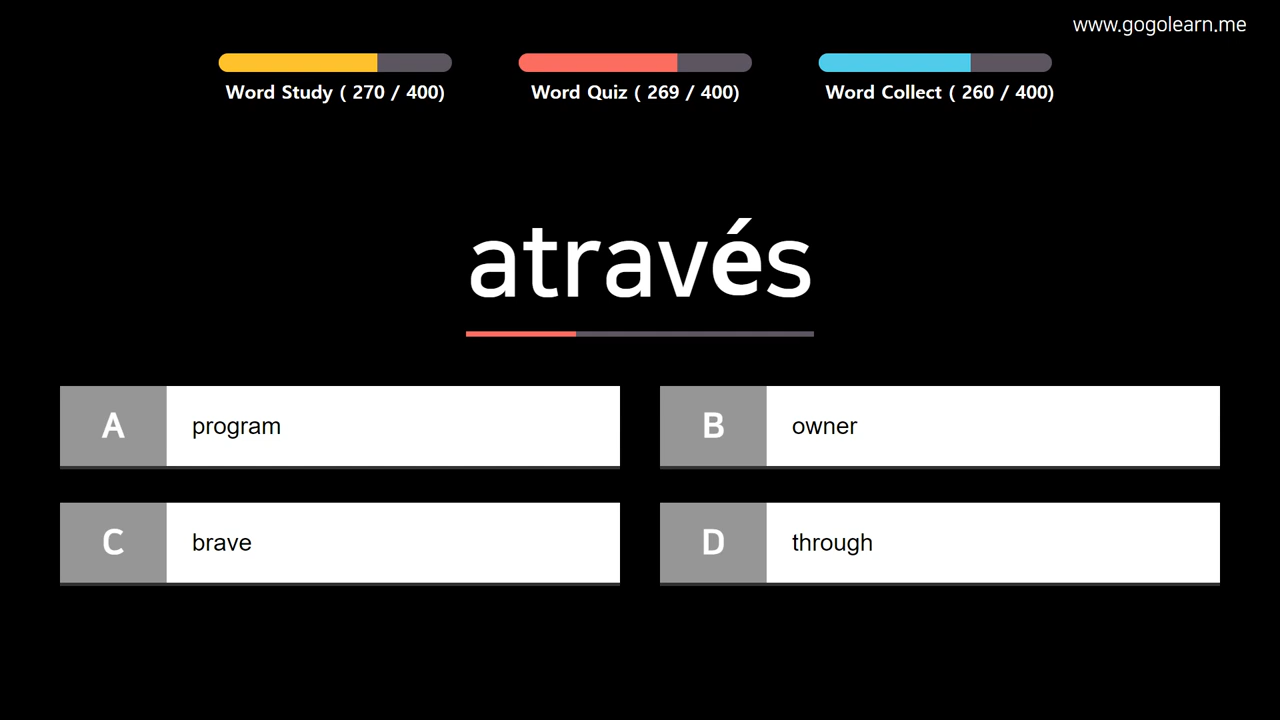 www.gogolearn.me
Word Study ( 270 / 400)
Word Quiz ( 269 / 400)
Word Collect ( 260 / 400)
através
A program
B owner
C brave
D through